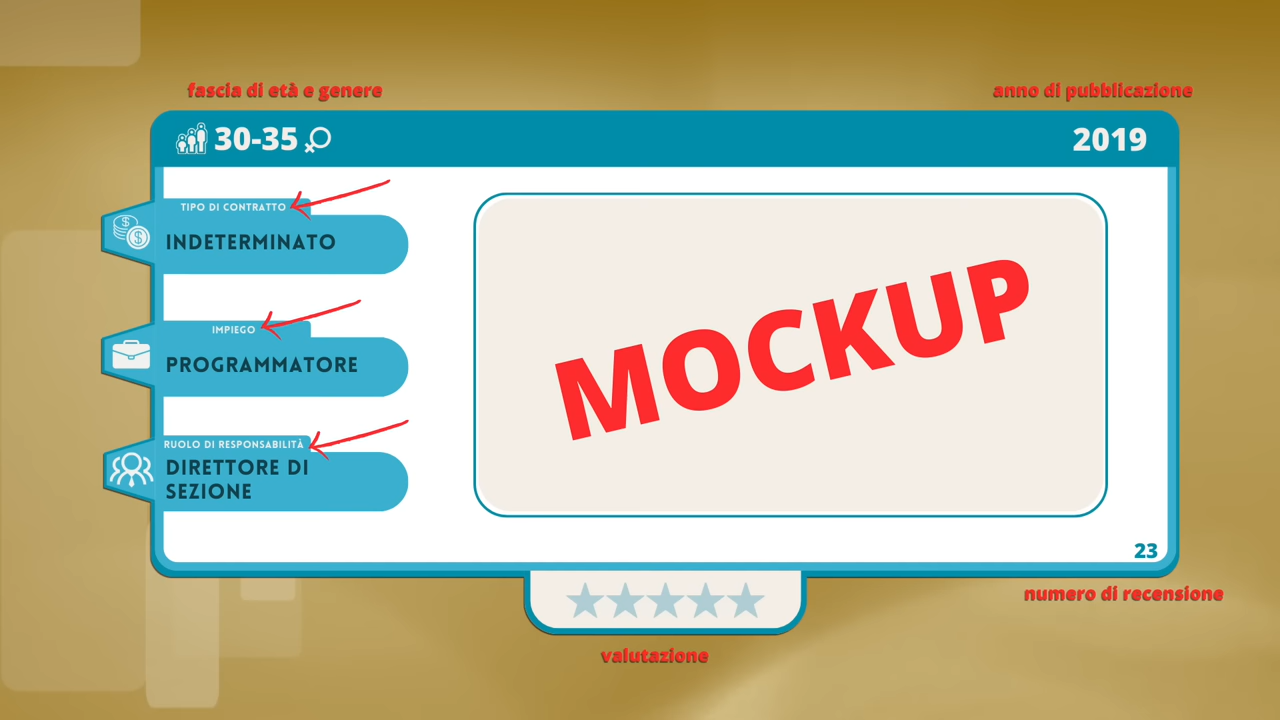 fascia di età e genere
anno di pubblicazione
30-35
2019
TIPO DI CONTRATTO
INDETERMINATO
IMPIEGO
PROGRAMMATORE
RUOLO DI RESPONSABILITÀ
DIRETTORE DI
SEZIONE
MOCKUP
23
numero di recensione
valutazione